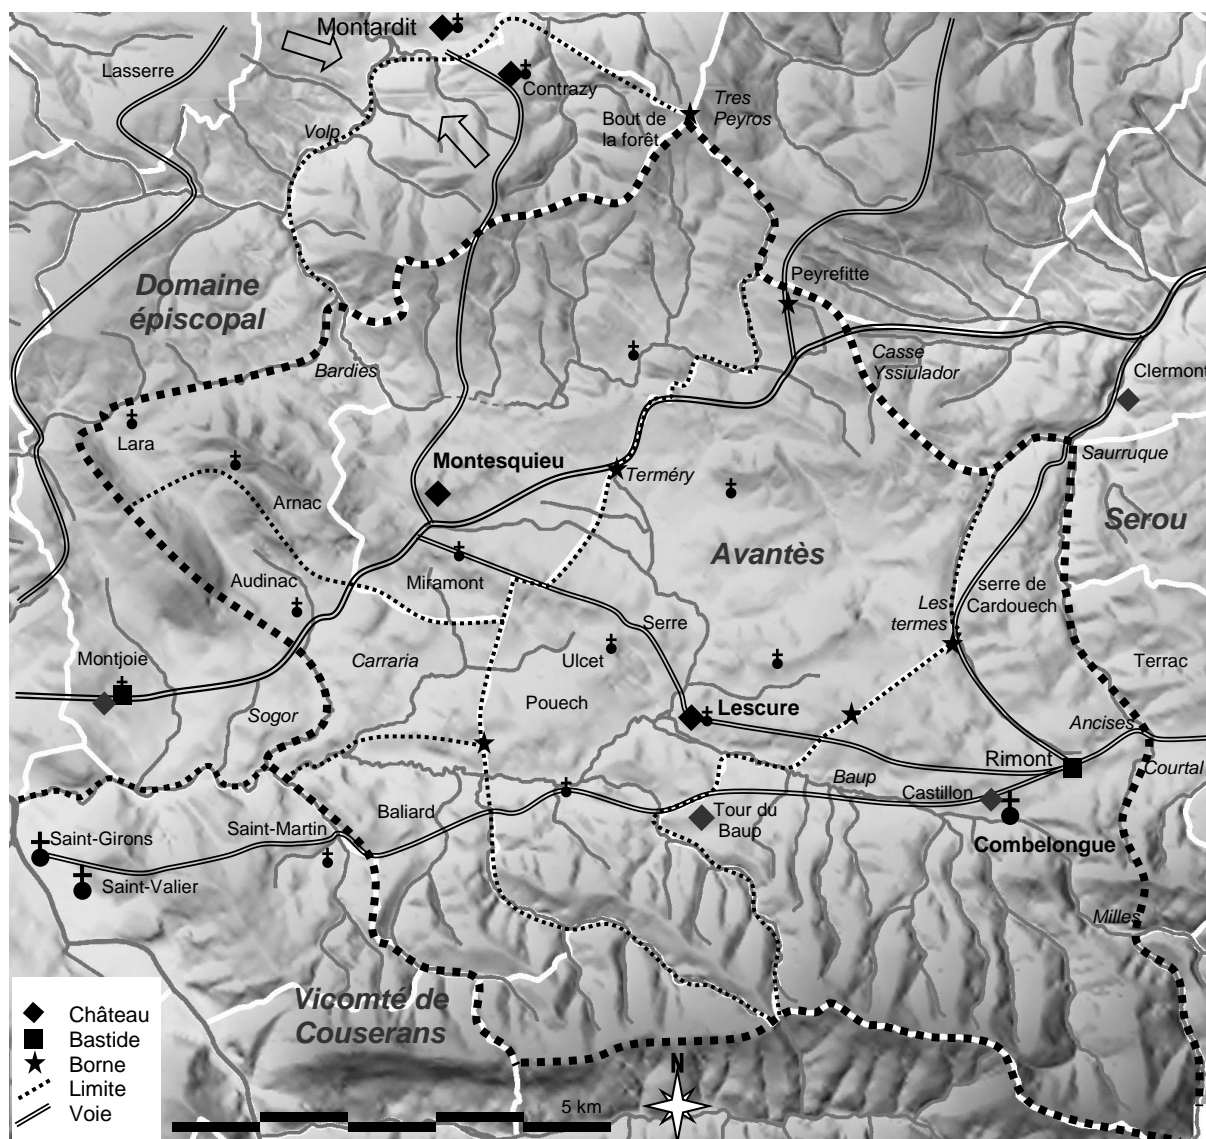 Montardit
Lasserre
Contrazy
Tres
Peyros
Bout de
la forêt
Volp
Domaine
épiscopal
Peyrefitte
Bardies
Casse
Yssiulador
Clermont
Lara
Montesquieu
Terméry
Saurruque
Arnac
Avantès
Serou
Audinac
Miramont
serre de
Cardouech
Les
termes
Serre
Carraria
Ulcet
Montjoie
Terrac
Pouech
Lescure
Sogor
Ancises
Rimont
Baup
Courtal
Castillon
Baliard
Tour du
Baup
Saint-Martin
Saint-Girons
Combelongue
Saint-Valier
Milles
Vicomté de
Couserans
Château
Bastide
Borne
Limite
Voie
N
5 km